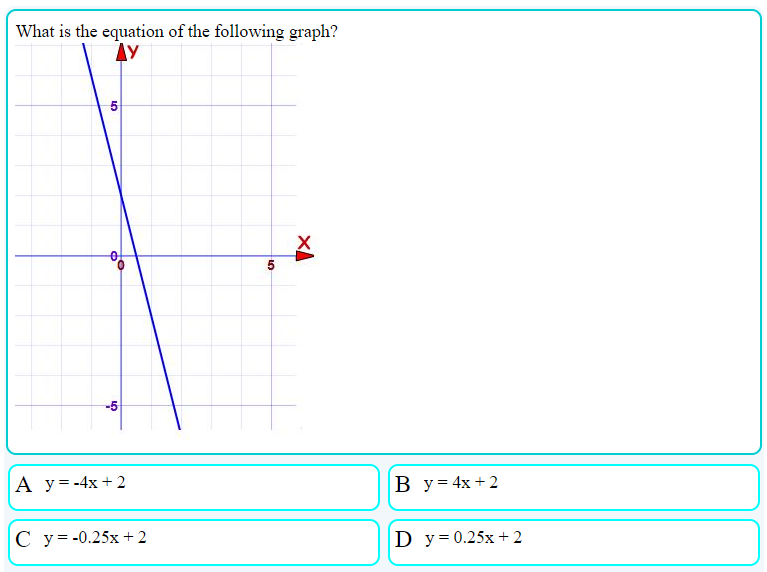 What is the equation of the following graph?
y
5
x
0
0
5
-5
A y = -4x + 2
B y = 4x + 2
C y = -0.25x + 2
D y = 0.25x + 2